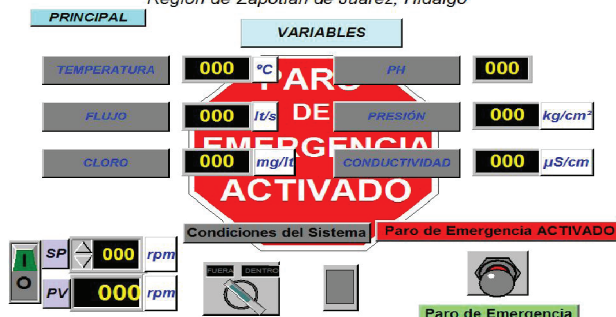 Región de Zapotlán de Juárez, Hidalgo
PRINCIPAL
VARIABLES
TEMPERATURA 000 °C
PH 000
FLUJO 000 lt/s
PRESIÓN 000 kg/cm²
CLORO 000 mg/lt
CONDUCTIVIDAD 000 µS/cm
PARO
DE
EMERGENCIA
ACTIVADO
Condiciones del Sistema
Paro de Emergencia ACTIVADO
I
O
SP 000 rpm
PV 000 rpm
FUERA DENTRO
Paro de Emergencia